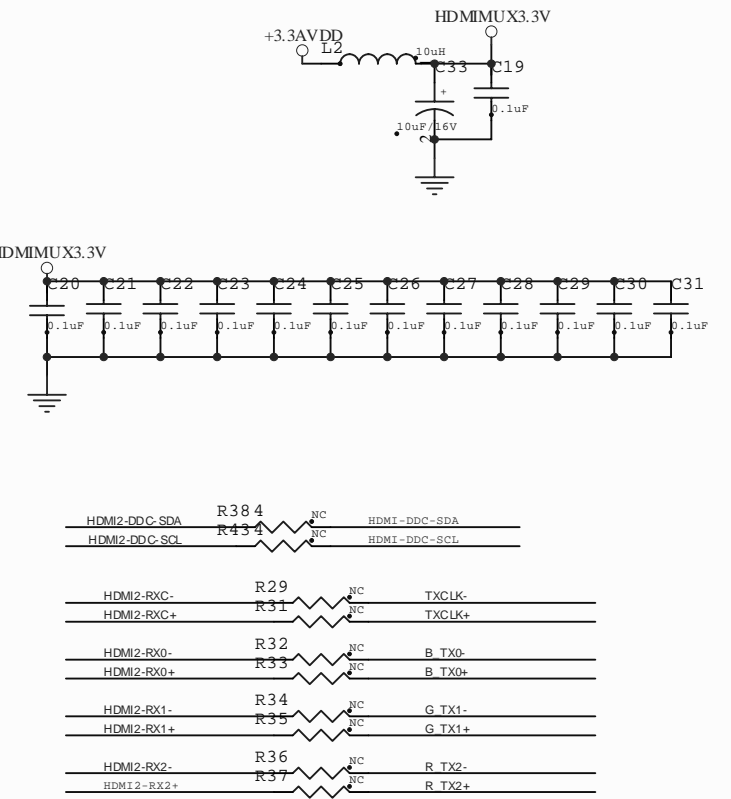 HDMIMUX3.3V
+3.3AVDD
L2
10uH
C33
C19
+
0.1uF
10uF/16V
2
HDMIMUX3.3V
C20 C21 C22 C23 C24 C25 C26 C27 C28 C29 C30 C31
0.1uF 0.1uF 0.1uF 0.1uF 0.1uF 0.1uF 0.1uF 0.1uF 0.1uF 0.1uF 0.1uF 0.1uF
R384
HDMI2-DDC-SDA NC HDMI-DDC-SDA
R434
HDMI2-DDC-SCL NC HDMI-DDC-SCL
R29
HDMI2-RXC- NC TXCLK-
R31
HDMI2-RXC+ NC TXCLK+
R32
HDMI2-RX0- NC B_TX0-
R33
HDMI2-RX0+ NC B_TX0+
R34
HDMI2-RX1- NC G_TX1-
R35
HDMI2-RX1+ NC G_TX1+
R36
HDMI2-RX2- NC R_TX2-
R37
HDMI2-RX2+ NC R_TX2+